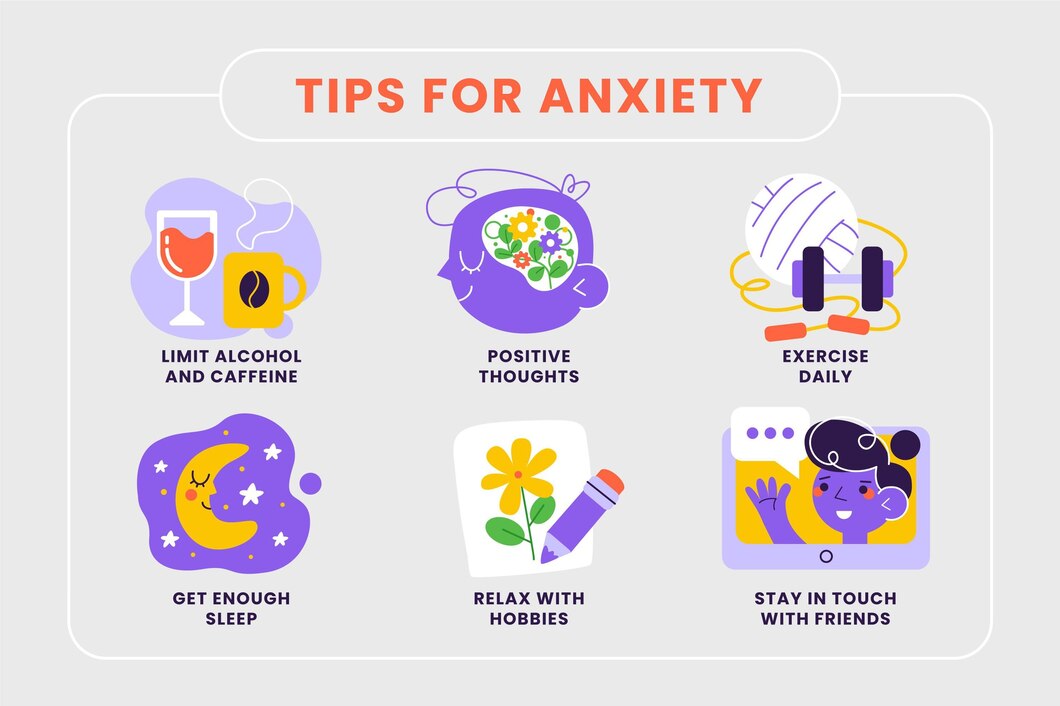 TIPS FOR ANXIETY
LIMIT ALCOHOL
AND CAFFEINE
POSITIVE
THOUGHTS
EXERCISE
DAILY
GET ENOUGH
SLEEP
RELAX WITH
HOBBIES
STAY IN TOUCH
WITH FRIENDS